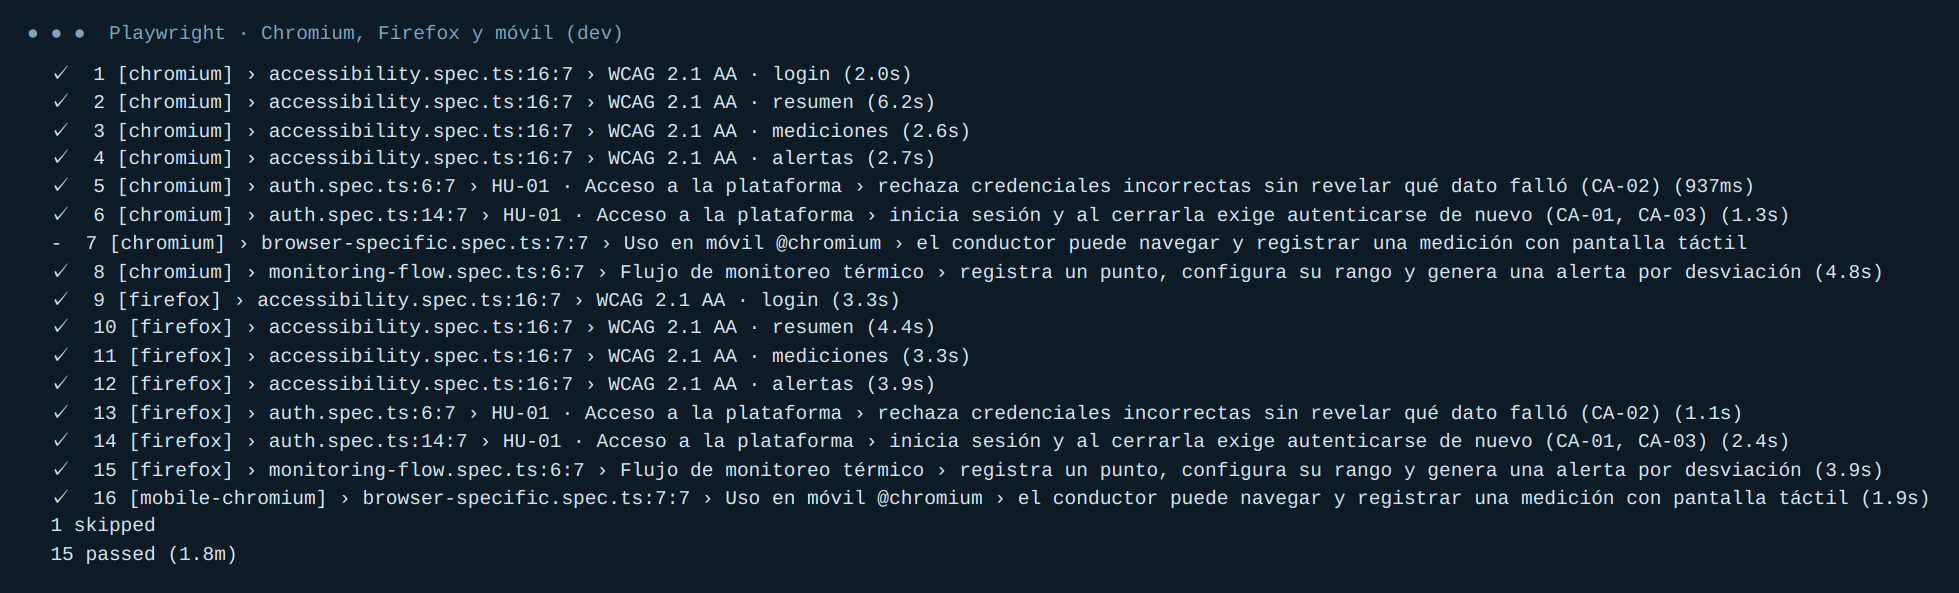 ● ● ● Playwright · Chromium, Firefox y móvil (dev)
✓ 1 [chromium] › accessibility.spec.ts:16:7 › WCAG 2.1 AA · login (2.0s)
✓ 2 [chromium] › accessibility.spec.ts:16:7 › WCAG 2.1 AA · resumen (6.2s)
✓ 3 [chromium] › accessibility.spec.ts:16:7 › WCAG 2.1 AA · mediciones (2.6s)
✓ 4 [chromium] › accessibility.spec.ts:16:7 › WCAG 2.1 AA · alertas (2.7s)
✓ 5 [chromium] › auth.spec.ts:6:7 › HU-01 · Acceso a la plataforma › rechaza credenciales incorrectas sin revelar qué dato falló (CA-02) (937ms)
✓ 6 [chromium] › auth.spec.ts:14:7 › HU-01 · Acceso a la plataforma › inicia sesión y al cerrarla exige autenticarse de nuevo (CA-01, CA-03) (1.3s)
- 7 [chromium] › browser-specific.spec.ts:7:7 › Uso en móvil @chromium › el conductor puede navegar y registrar una medición con pantalla táctil
✓ 8 [chromium] › monitoring-flow.spec.ts:6:7 › Flujo de monitoreo térmico › registra un punto, configura su rango y genera una alerta por desviación (4.8s)
✓ 9 [firefox] › accessibility.spec.ts:16:7 › WCAG 2.1 AA · login (3.3s)
✓ 10 [firefox] › accessibility.spec.ts:16:7 › WCAG 2.1 AA · resumen (4.4s)
✓ 11 [firefox] › accessibility.spec.ts:16:7 › WCAG 2.1 AA · mediciones (3.3s)
✓ 12 [firefox] › accessibility.spec.ts:16:7 › WCAG 2.1 AA · alertas (3.9s)
✓ 13 [firefox] › auth.spec.ts:6:7 › HU-01 · Acceso a la plataforma › rechaza credenciales incorrectas sin revelar qué dato falló (CA-02) (1.1s)
✓ 14 [firefox] › auth.spec.ts:14:7 › HU-01 · Acceso a la plataforma › inicia sesión y al cerrarla exige autenticarse de nuevo (CA-01, CA-03) (2.4s)
✓ 15 [firefox] › monitoring-flow.spec.ts:6:7 › Flujo de monitoreo térmico › registra un punto, configura su rango y genera una alerta por desviación (3.9s)
✓ 16 [mobile-chromium] › browser-specific.spec.ts:7:7 › Uso en móvil @chromium › el conductor puede navegar y registrar una medición con pantalla táctil (1.9s)
1 skipped
15 passed (1.8m)